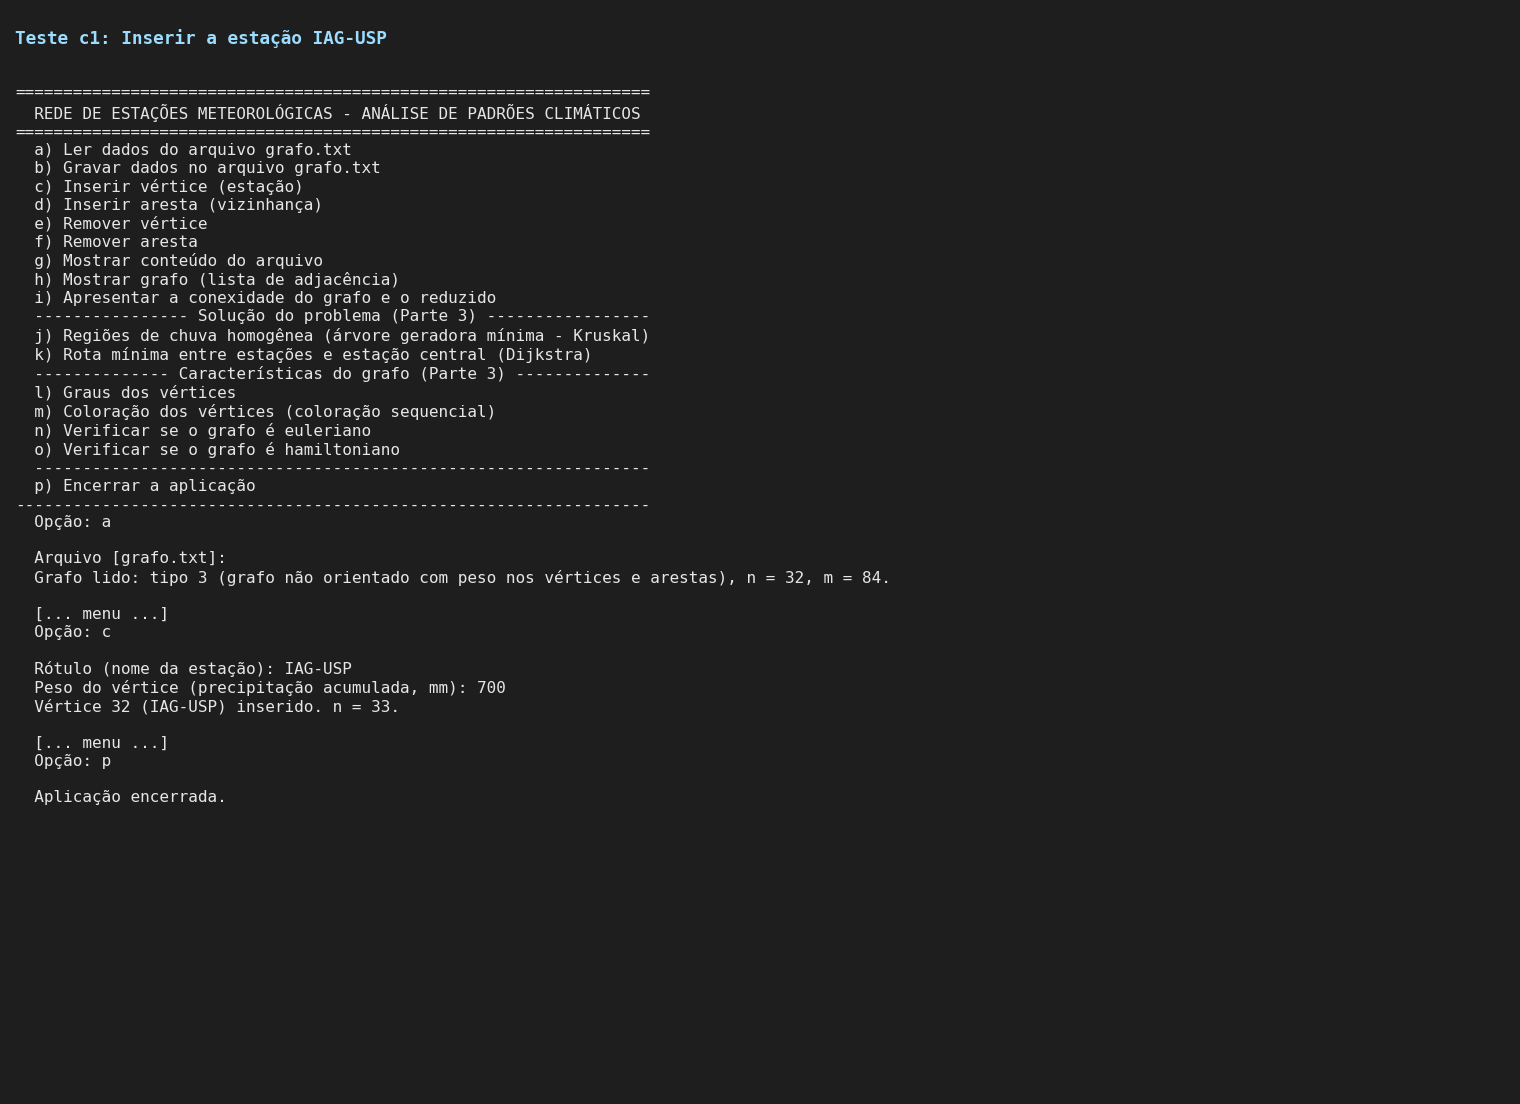 Teste c1: Inserir a estação IAG-USP
==================================================================
REDE DE ESTAÇÕES METEOROLÓGICAS - ANÁLISE DE PADRÕES CLIMÁTICOS
==================================================================
a) Ler dados do arquivo grafo.txt
b) Gravar dados no arquivo grafo.txt
c) Inserir vértice (estação)
d) Inserir aresta (vizinhança)
e) Remover vértice
f) Remover aresta
g) Mostrar conteúdo do arquivo
h) Mostrar grafo (lista de adjacência)
i) Apresentar a conexidade do grafo e o reduzido
---------------- Solução do problema (Parte 3) -----------------
j) Regiões de chuva homogênea (árvore geradora mínima - Kruskal)
k) Rota mínima entre estações e estação central (Dijkstra)
-------------- Características do grafo (Parte 3) --------------
l) Graus dos vértices
m) Coloração dos vértices (coloração sequencial)
n) Verificar se o grafo é euleriano
o) Verificar se o grafo é hamiltoniano
----------------------------------------------------------------
p) Encerrar a aplicação
------------------------------------------------------------------
Opção: a
Arquivo [grafo.txt]:
Grafo lido: tipo 3 (grafo não orientado com peso nos vértices e arestas), n = 32, m = 84.
[... menu ...]
Opção: c
Rótulo (nome da estação): IAG-USP
Peso do vértice (precipitação acumulada, mm): 700
Vértice 32 (IAG-USP) inserido. n = 33.
[... menu ...]
Opção: p
Aplicação encerrada.